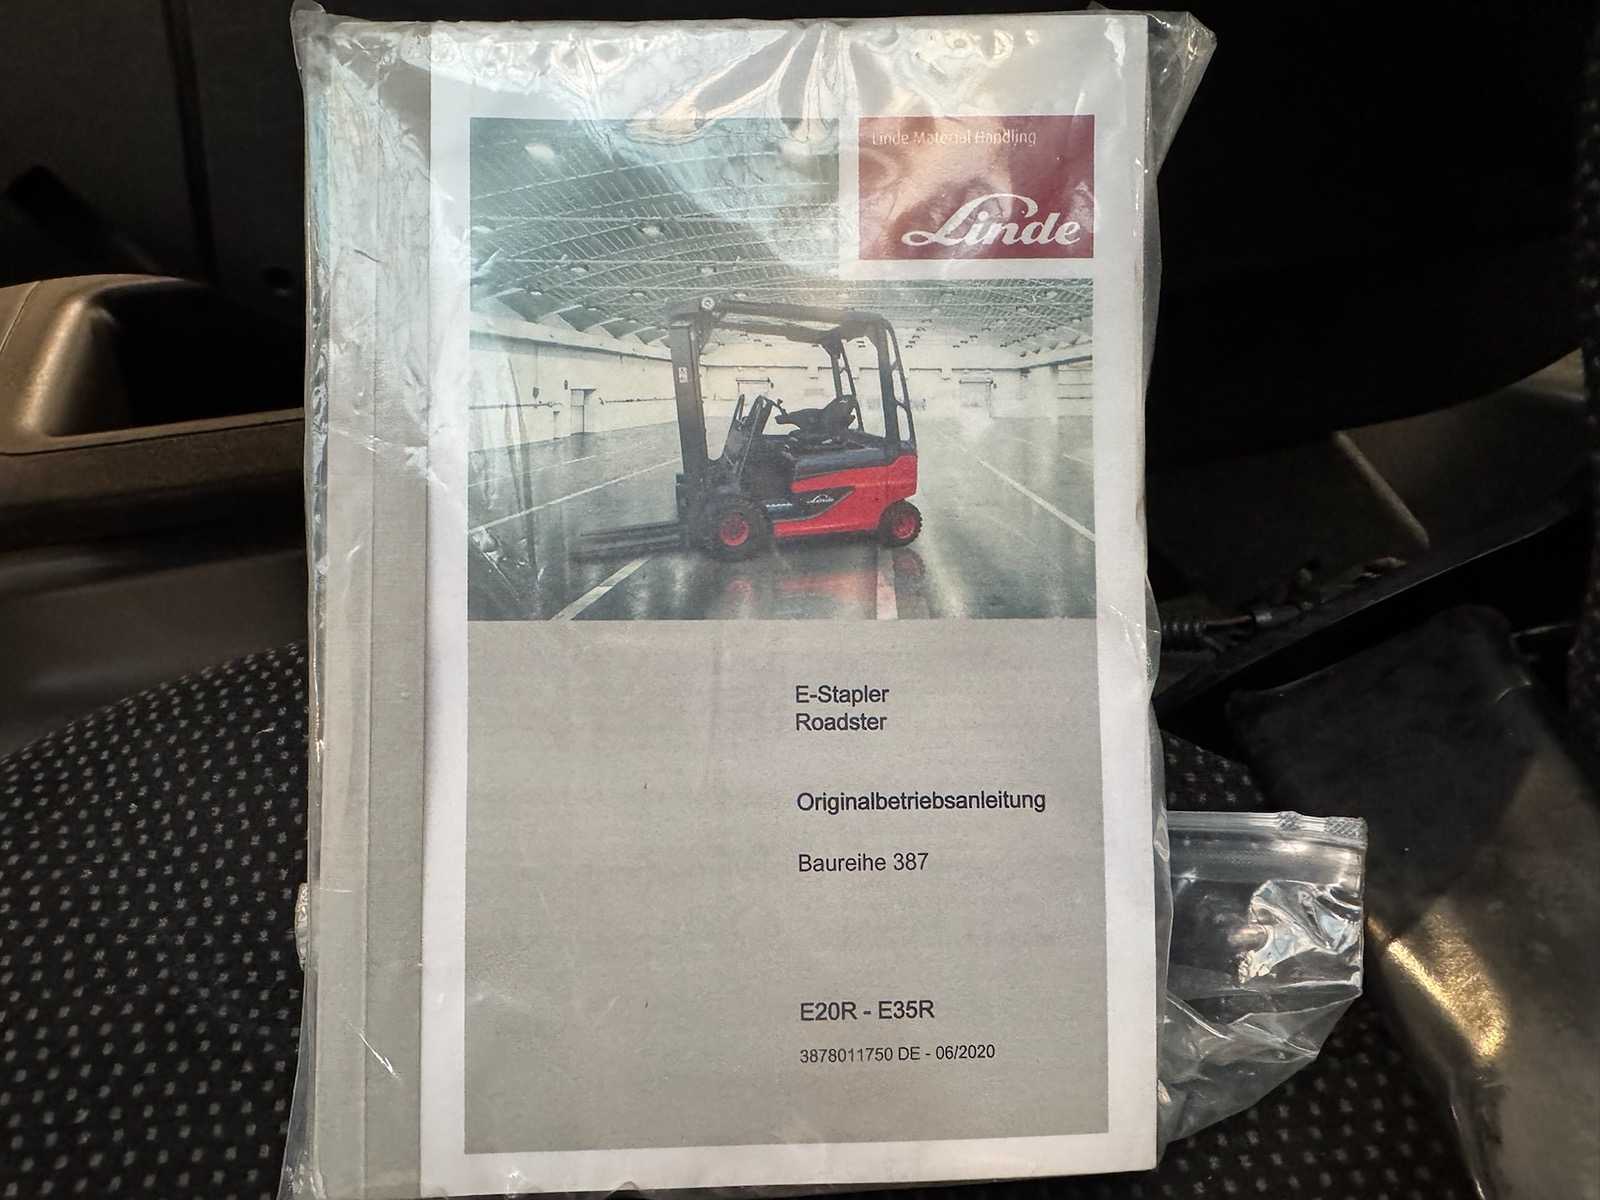 Linde Material Handling
Linde
E-Stapler
Roadster
Originalbetriebsanleitung
Baureihe 387
E20R - E35R
3878011750 DE - 06/2020